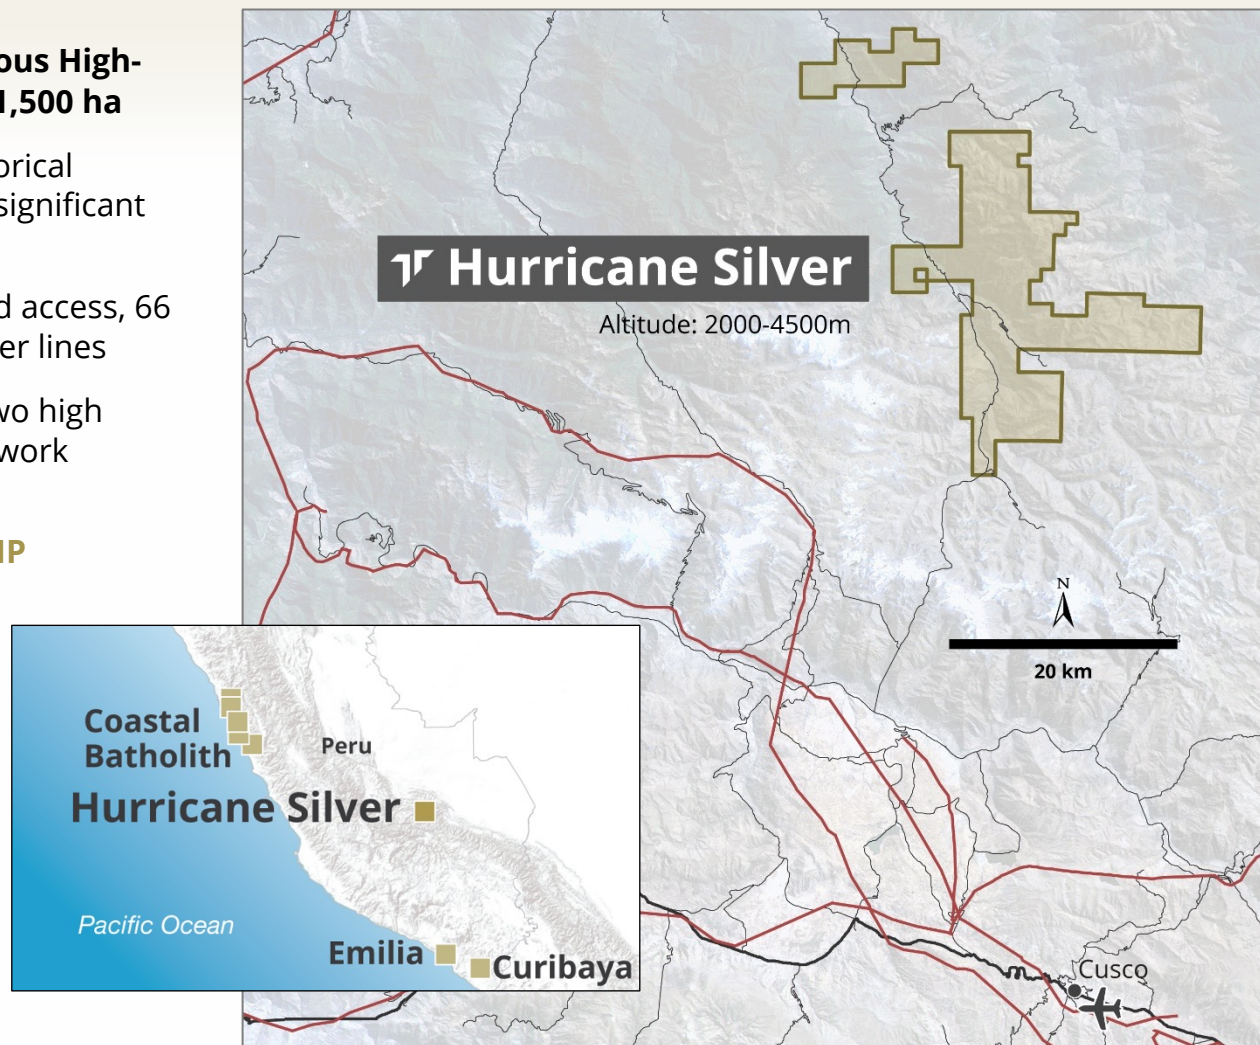 ous High-
1,500 ha
orical
significant
d access, 66
er lines
wo high
work
IP
Hurricane Silver
Altitude: 2000-4500m
N
20 km
Coastal
Batholith
Peru
Hurricane Silver
Pacific Ocean
Emilia
Curibaya
Cusco